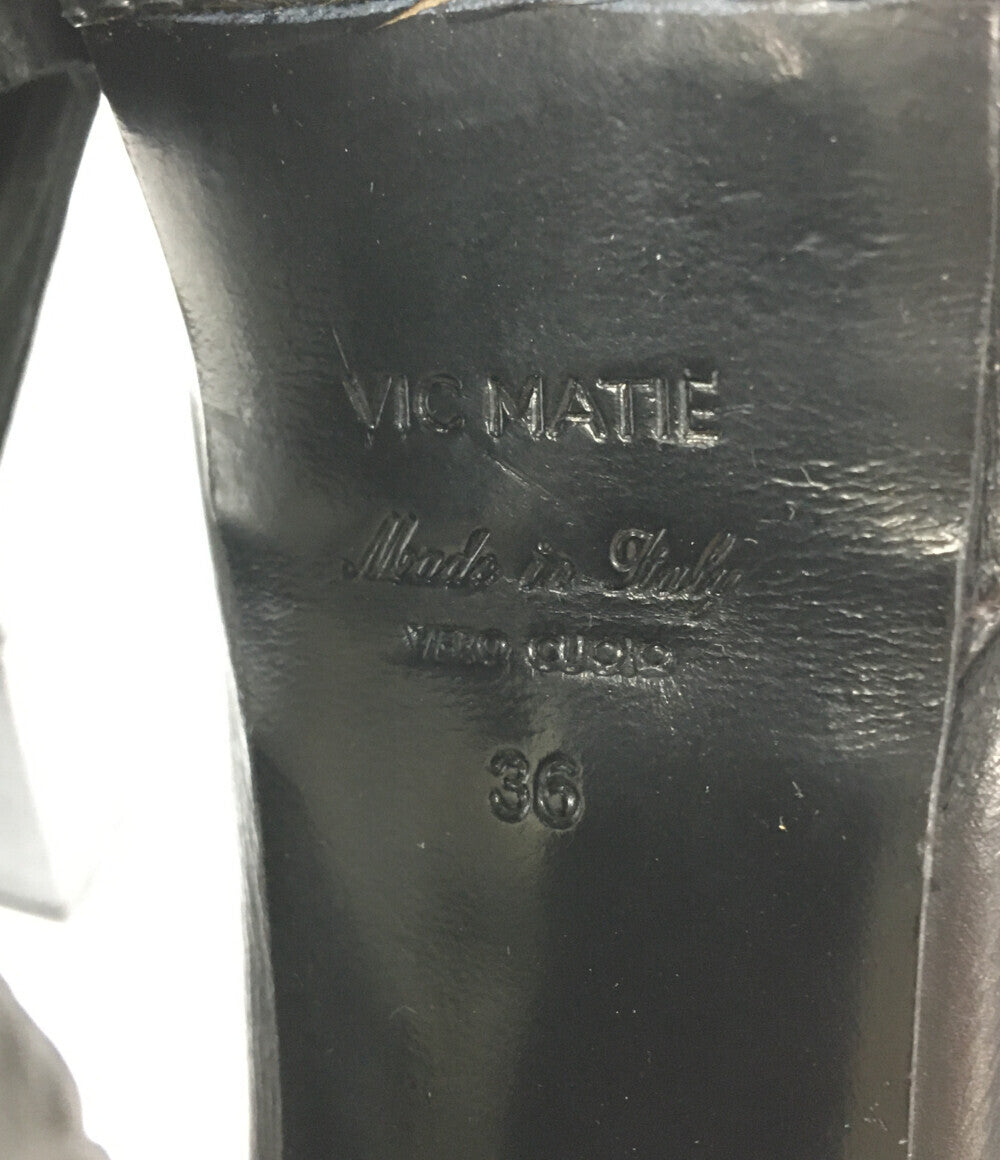 VIC MATIE
Made in Italy
VERO CUOIO
36